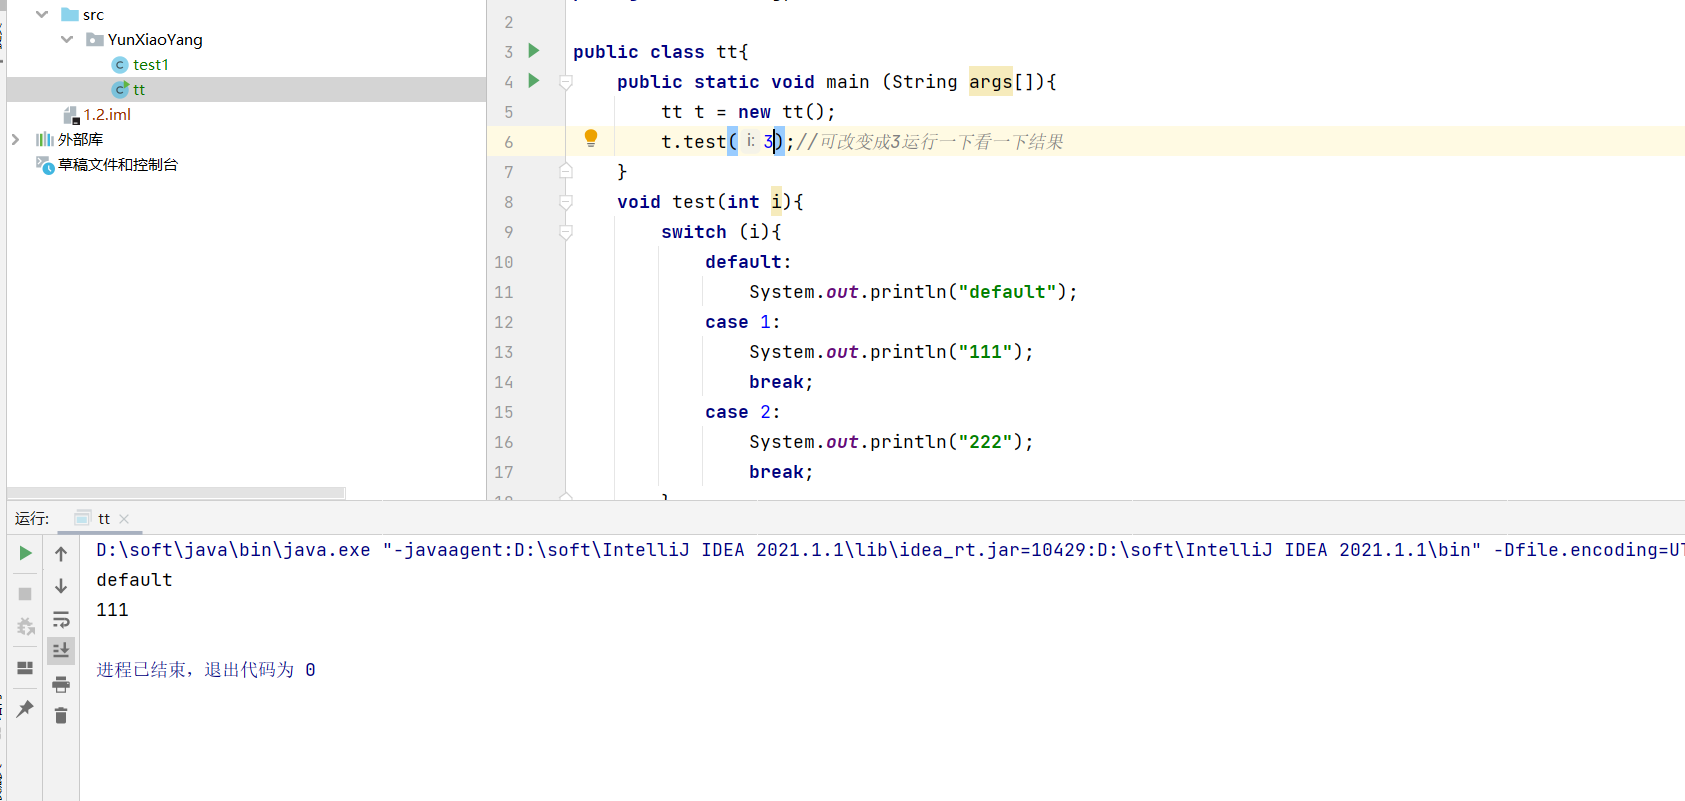 src
YunXiaoYang
test1
tt
1.2.iml
外部库
草稿文件和控制台
2
3 public class tt{
4 public static void main (String args[]){
5 tt t = new tt();
6 t.test( i: 3);//可改变成3运行一下看一下结果
7 }
8 void test(int i){
9 switch (i){
10 default:
11 System.out.println("default");
12 case 1:
13 System.out.println("111");
14 break;
15 case 2:
16 System.out.println("222");
17 break;
运行: tt
D:\soft\java\bin\java.exe "-javaagent:D:\soft\IntelliJ IDEA 2021.1.1\lib\idea_rt.jar=10429:D:\soft\IntelliJ IDEA 2021.1.1\bin" -Dfile.encoding=UT
default
111
进程已结束，退出代码为 0